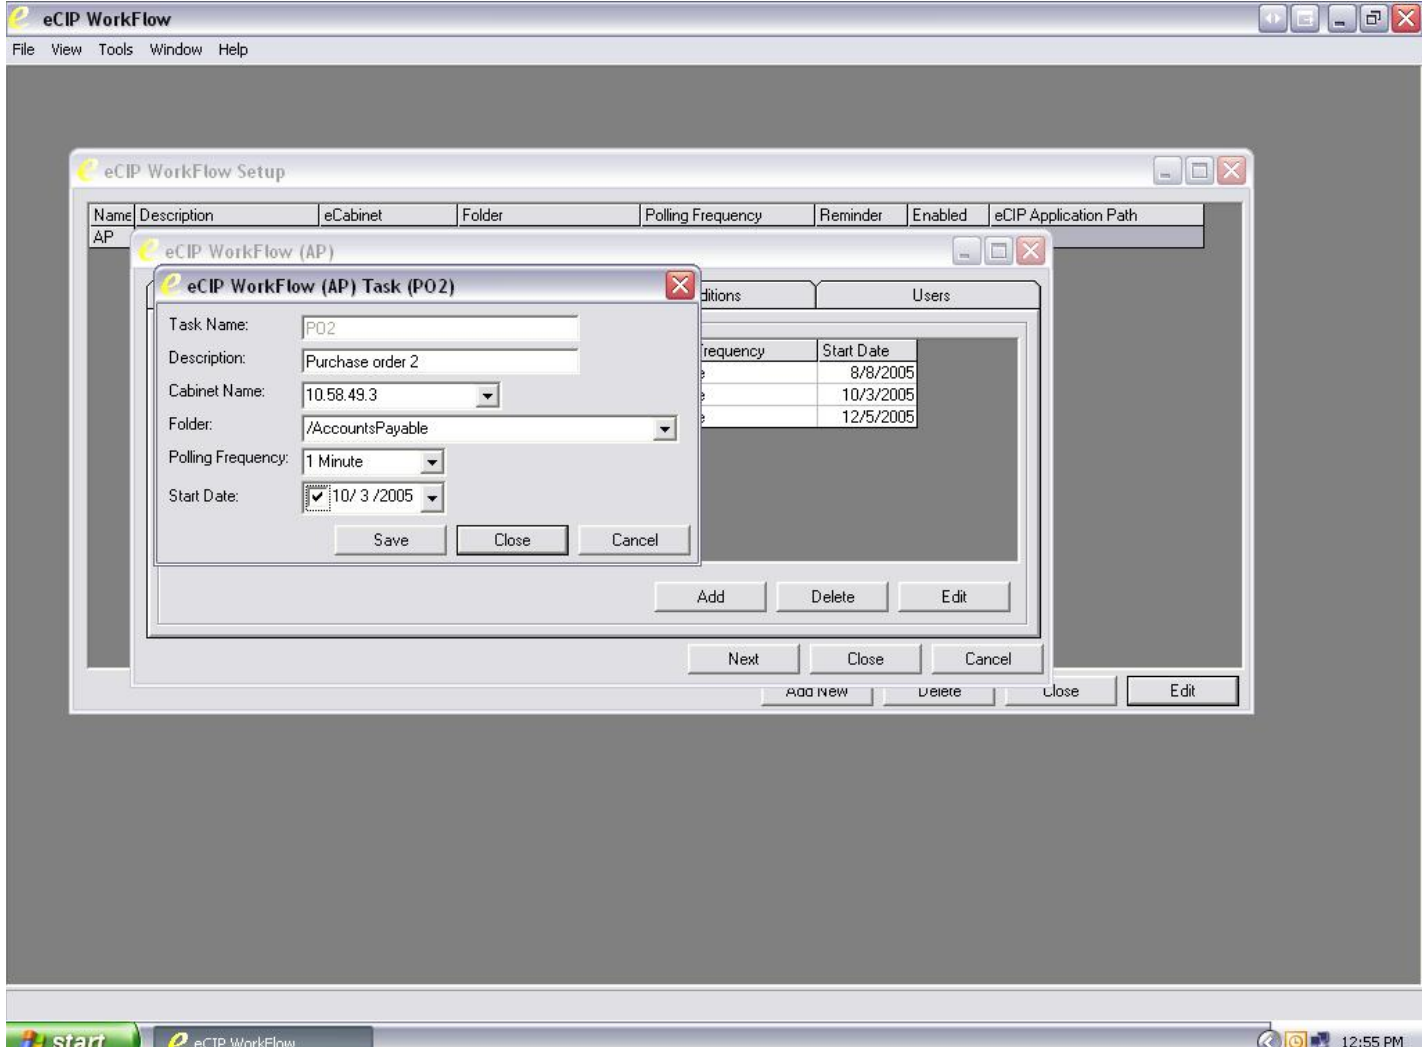 eCIP WorkFlow
File View Tools Window Help
eCIP WorkFlow Setup
Name Description eCabinet Folder Polling Frequency Reminder Enabled eCIP Application Path
AP
eCIP WorkFlow (AP)
Users
eCIP WorkFlow (AP) Task (PO2)
Task Name: PO2
Description: Purchase order 2
Cabinet Name: 10.58.49.3
Folder: /AccountsPayable
Polling Frequency: 1 Minute
Start Date: 10/ 3 /2005
Save Close Cancel
Start Date
8/8/2005
10/3/2005
12/5/2005
Add Delete Edit
Next Close Cancel
Add New Delete Close Edit
start eCIP WorkFlow 12:55 PM